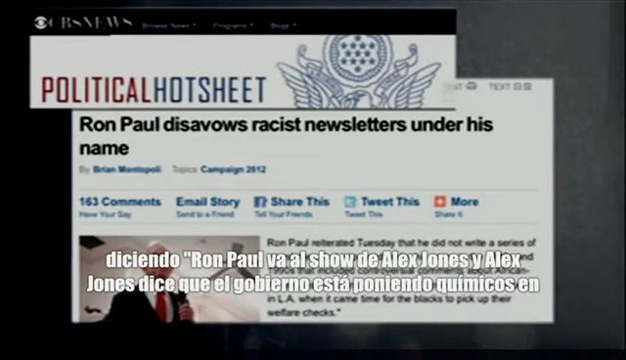 CBSNEWS
POLITICALHOTSHEET
TEXT
Ron Paul disavows racist newsletters under his
name
By Brian Montopoli Topics Campaign 2012
163 Comments Email Story Share This Tweet This More
Have Your Say Send to a Friend Tell Your Friends Tweet This Share It
Ron Paul reiterated Tuesday that he did not write a series of
diciendo "Ron Paul va al show de Alex Jones y Alex
Jones dice que el gobierno está poniendo químicos en
in L.A. when it came time for the blacks to pick up their
welfare checks."